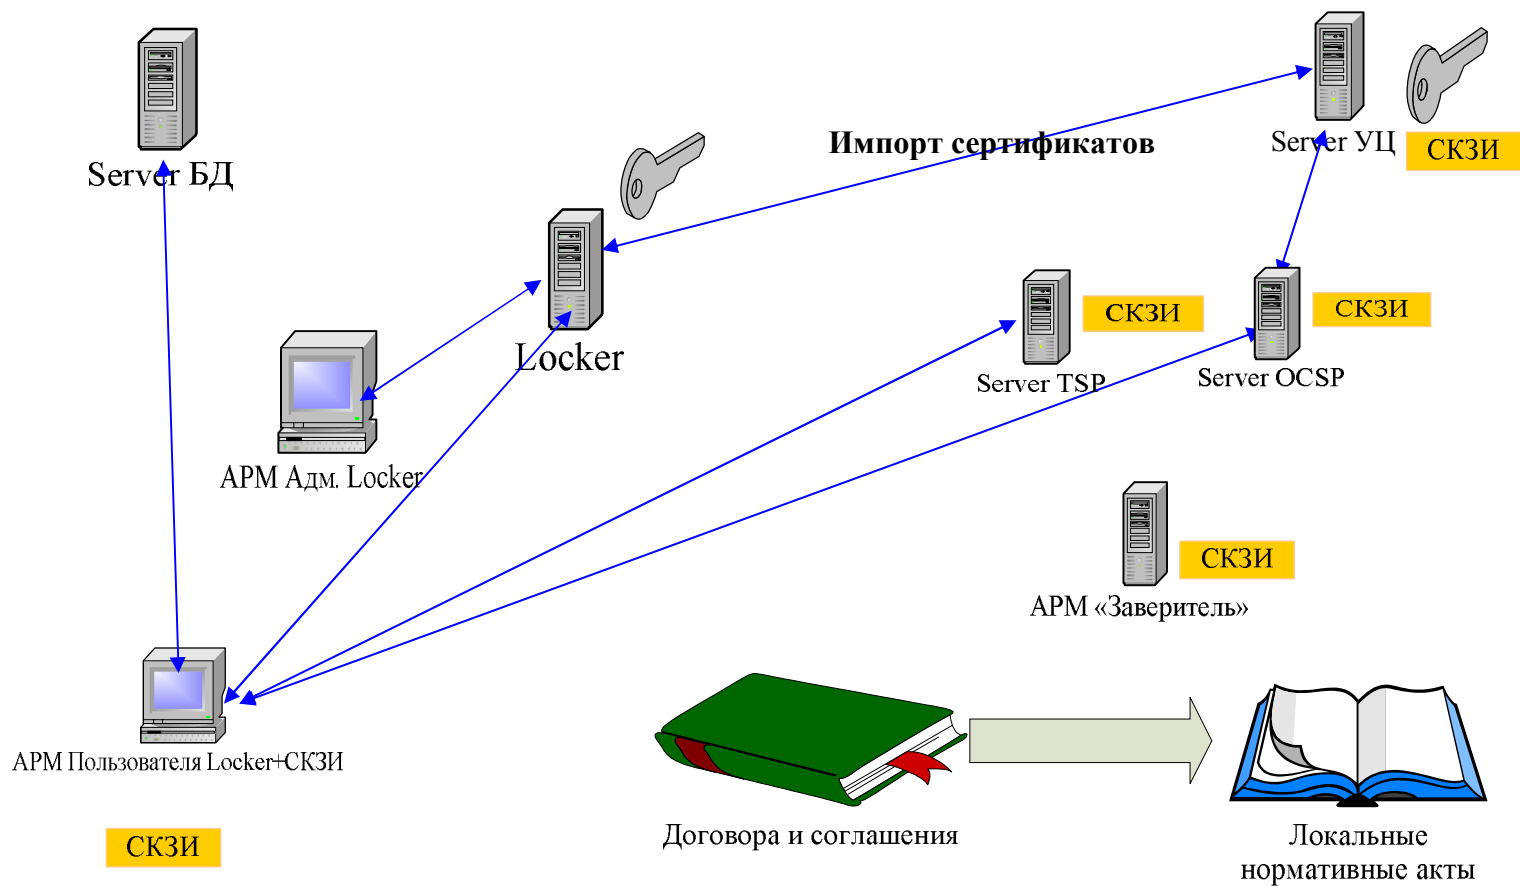 Server БД
Импорт сертификатов
Server УЦ
СКЗИ
Locker
СКЗИ
СКЗИ
Server TSP
Server OCSP
АРМ Адм. Locker
СКЗИ
АРМ «Заверитель»
АРМ Пользователя Locker+СКЗИ
СКЗИ
Договора и соглашения
Локальные
нормативные акты